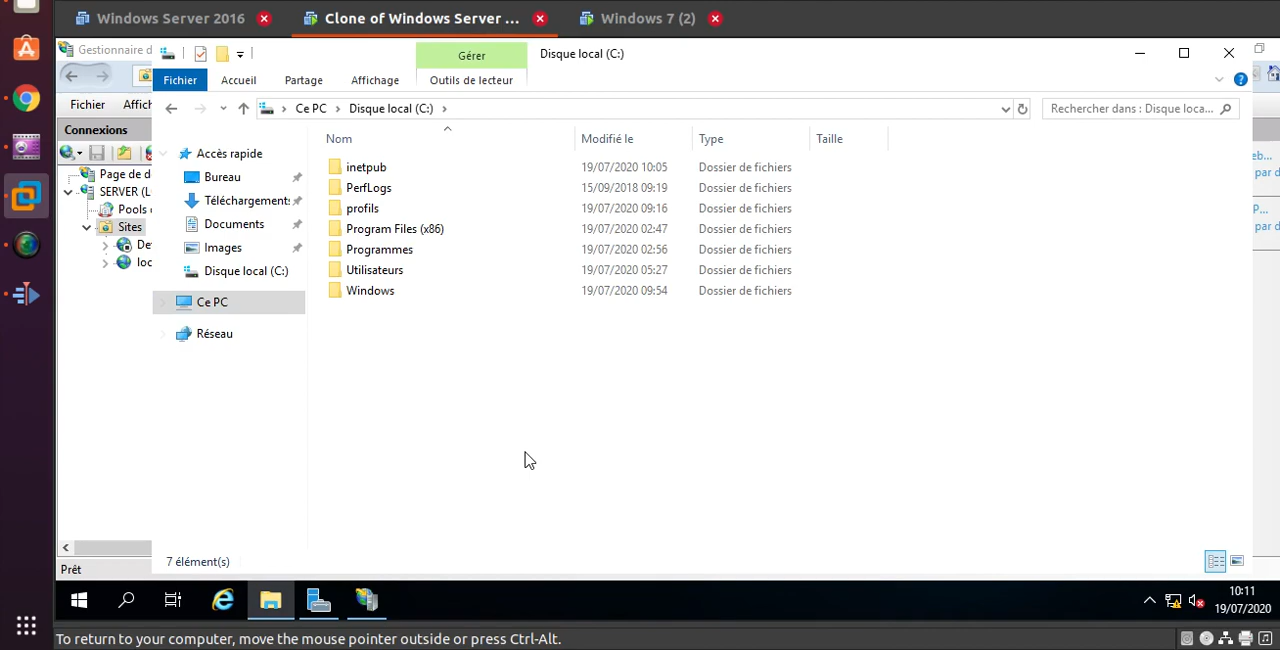 Windows Server 2016 Clone of Windows Server ... Windows 7 (2)
Gestionnaire d Gérer Disque local (C:)
Fichier Accueil Partage Affichage Outils de lecteur
Fichier Affich Ce PC Disque local (C:) Rechercher dans : Disque loca...
Connexions
Page de d
SERVER (L
Pools
Sites
De
loc
Prêt
Accès rapide
Bureau
Téléchargements
Documents
Images
Disque local (C:)
Ce PC
Réseau
Nom Modifié le Type Taille
inetpub 19/07/2020 10:05 Dossier de fichiers
PerfLogs 15/09/2018 09:19 Dossier de fichiers
profils 19/07/2020 09:16 Dossier de fichiers
Program Files (x86) 19/07/2020 02:47 Dossier de fichiers
Programmes 19/07/2020 02:56 Dossier de fichiers
Utilisateurs 19/07/2020 05:27 Dossier de fichiers
Windows 19/07/2020 09:54 Dossier de fichiers
eb...
par d
P...
par d
7 élément(s)
10:11
19/07/2020
To return to your computer, move the mouse pointer outside or press Ctrl-Alt.